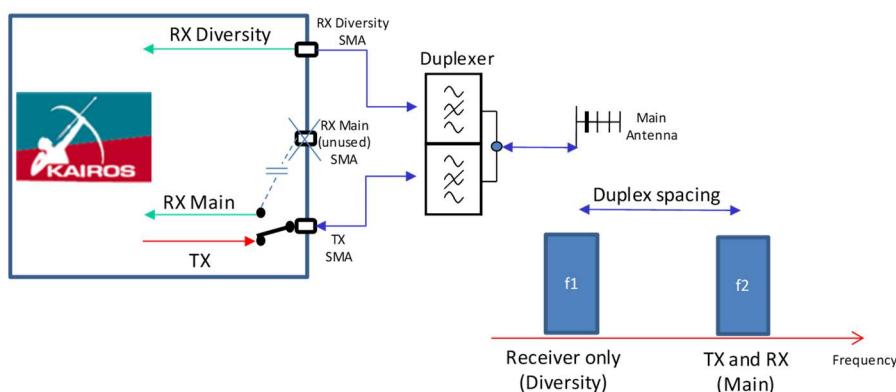 RX Diversity
RX Diversity
SMA
Duplexer
KAIROS
RX Main
(unused)
SMA
Main
Antenna
RX Main
TX
TX
SMA
Duplex spacing
f1
f2
Receiver only
(Diversity)
TX and RX
(Main)
Frequency